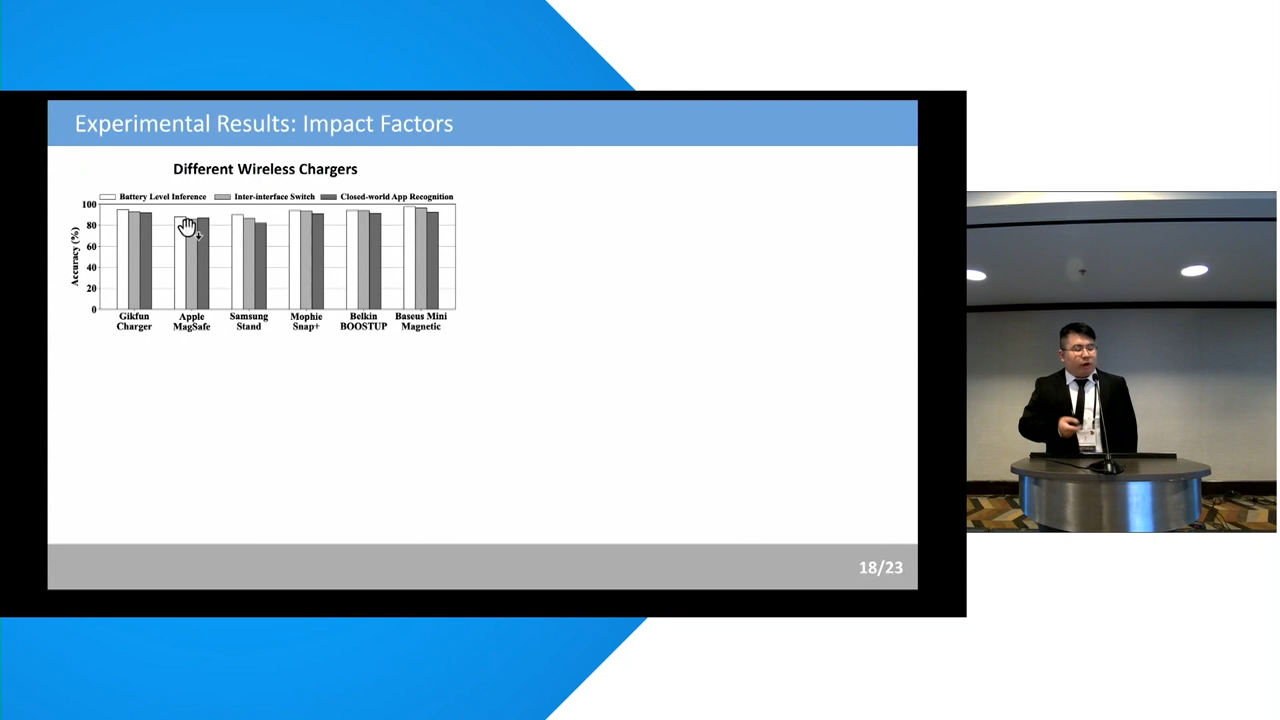 Experimental Results: Impact Factors
Different Wireless Chargers
Battery Level Inference Inter-interface Switch Closed-world App Recognition
Accuracy (%)
100
80
60
40
20
0
Gikfun Charger
Apple MagSafe
Samsung Stand
Mophie Snap+
Belkin BOOSTUP
Baseus Mini Magnetic
18/23